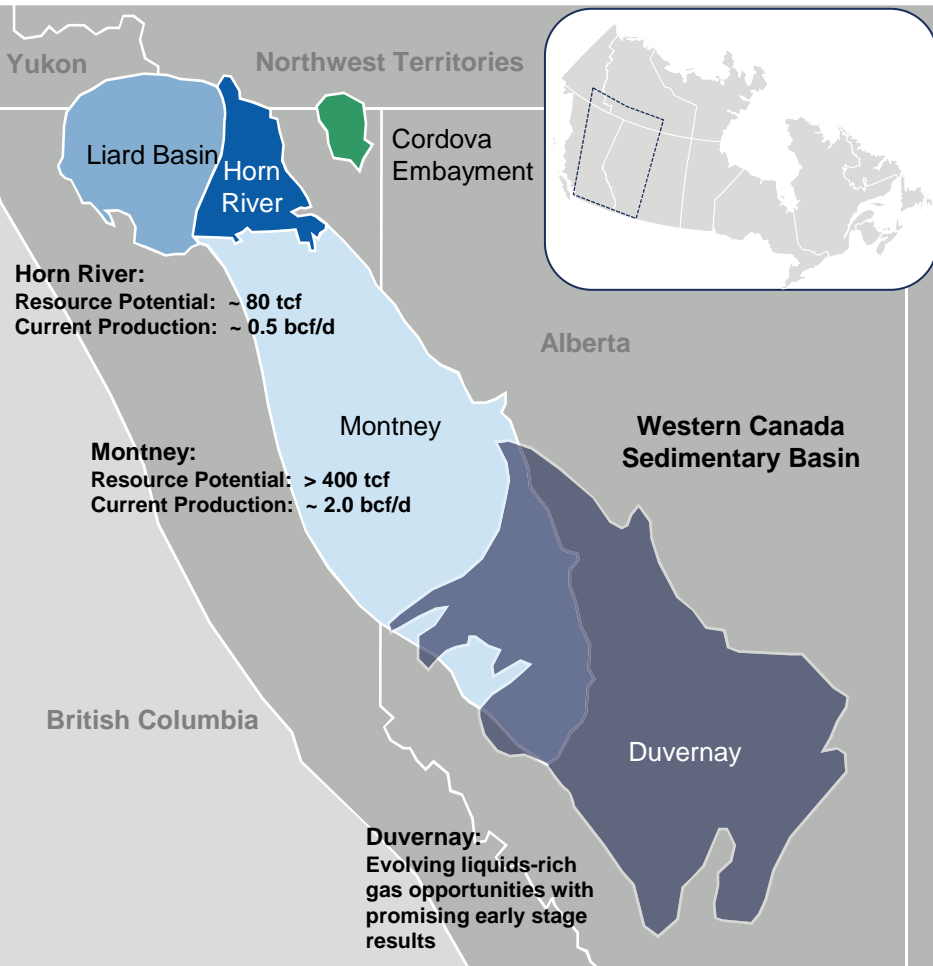 Yukon
Northwest Territories
Liard Basin
Horn
River
Cordova
Embayment
Horn River:
Resource Potential: ~ 80 tcf
Current Production: ~ 0.5 bcf/d
Alberta
Montney
Western Canada
Sedimentary Basin
Montney:
Resource Potential: > 400 tcf
Current Production: ~ 2.0 bcf/d
British Columbia
Duvernay
Duvernay:
Evolving liquids-rich
gas opportunities with
promising early stage
results